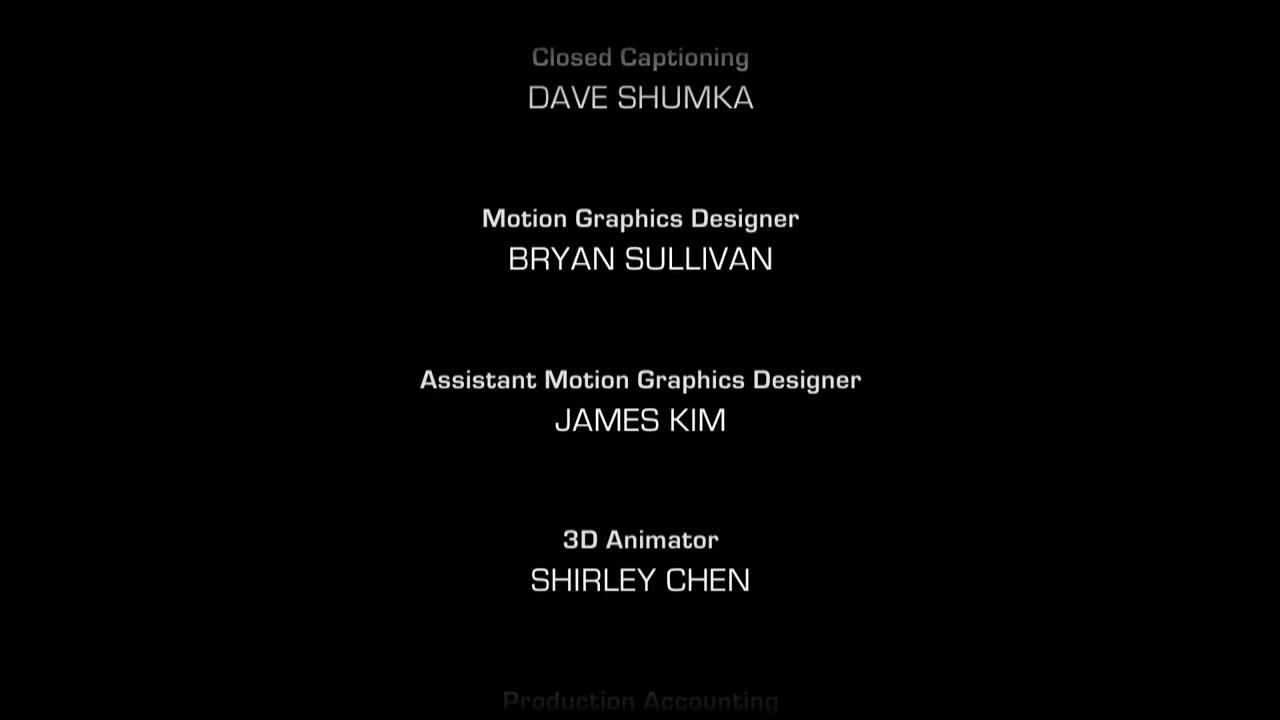 Closed Captioning
DAVE SHUMKA
Motion Graphics Designer
BRYAN SULLIVAN
Assistant Motion Graphics Designer
JAMES KIM
3D Animator
SHIRLEY CHEN
Production Accounting